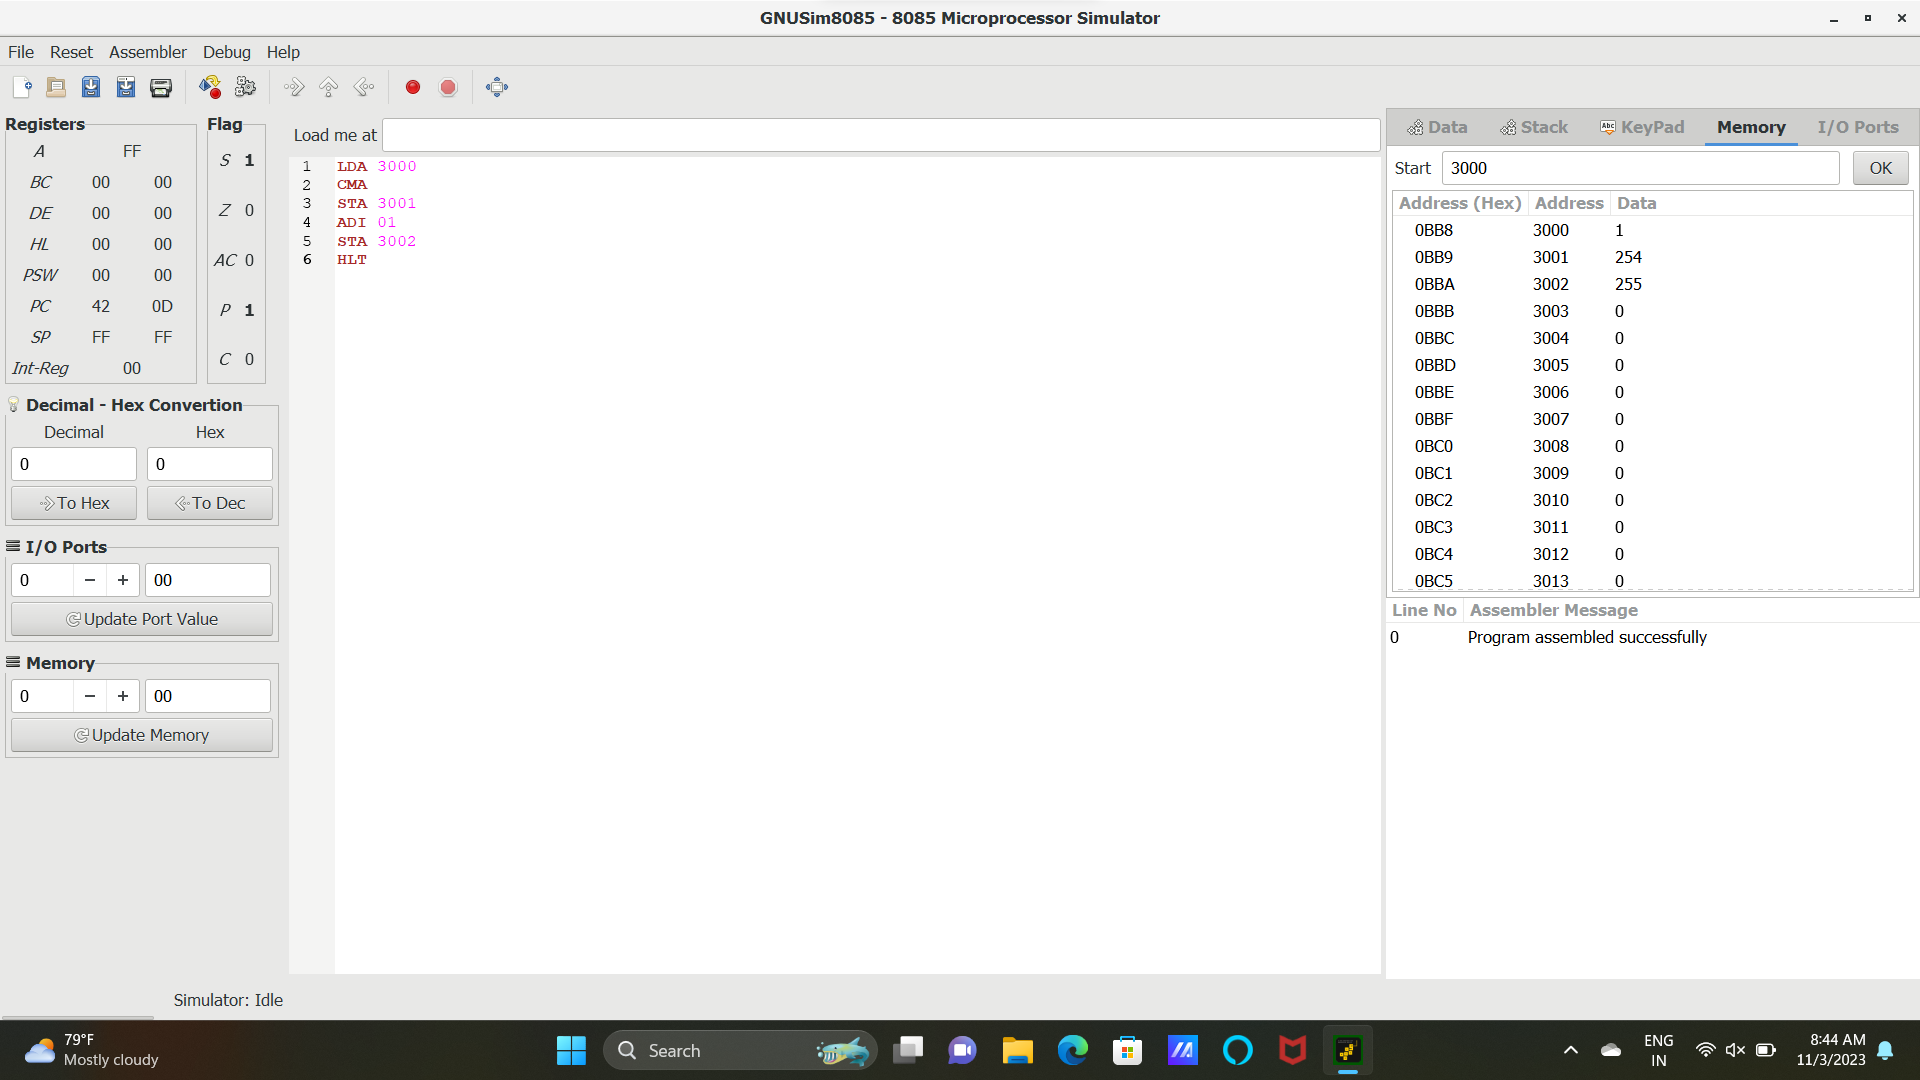 GNUSim8085 - 8085 Microprocessor Simulator
File Reset Assembler Debug Help
Registers
A FF
BC 00 00
DE 00 00
HL 00 00
PSW 00 00
PC 42 0D
SP FF FF
Int-Reg 00
Flag
S 1
Z 0
AC 0
P 1
C 0
Decimal - Hex Convertion
Decimal Hex
0 0
To Hex To Dec
I/O Ports
0 − + 00
Update Port Value
Memory
0 − + 00
Update Memory
Load me at
1 LDA 3000
2 CMA
3 STA 3001
4 ADI 01
5 STA 3002
6 HLT
Data Stack Abc KeyPad Memory I/O Ports
Start 3000 OK
Address (Hex) Address Data
0BB8 3000 1
0BB9 3001 254
0BBA 3002 255
0BBB 3003 0
0BBC 3004 0
0BBD 3005 0
0BBE 3006 0
0BBF 3007 0
0BC0 3008 0
0BC1 3009 0
0BC2 3010 0
0BC3 3011 0
0BC4 3012 0
0BC5 3013 0
Line No Assembler Message
0 Program assembled successfully
Simulator: Idle
79°F
Mostly cloudy
Search
ENG
IN
8:44 AM
11/3/2023